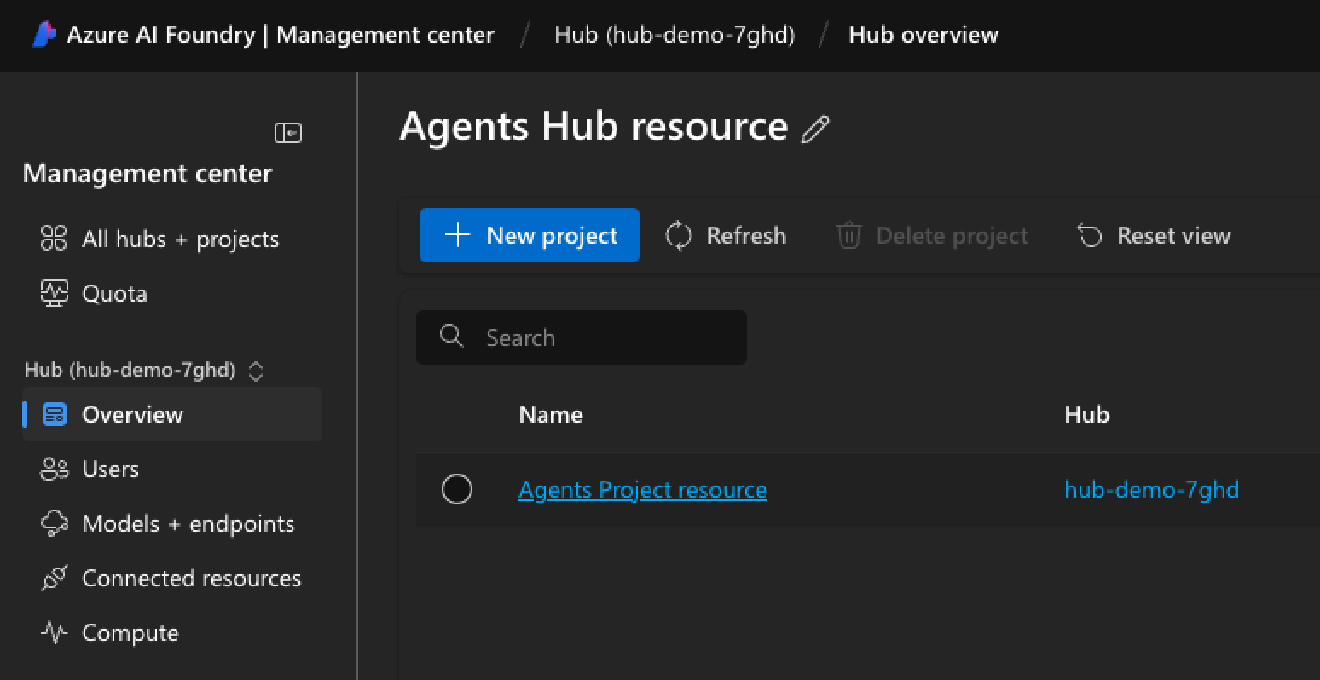 Azure AI Foundry | Management center / Hub (hub-demo-7ghd) / Hub overview
Management center
All hubs + projects
Quota
Hub (hub-demo-7ghd)
Overview
Users
Models + endpoints
Connected resources
Compute
Agents Hub resource
New project Refresh Delete project Reset view
Search
Name Hub
Agents Project resource hub-demo-7ghd